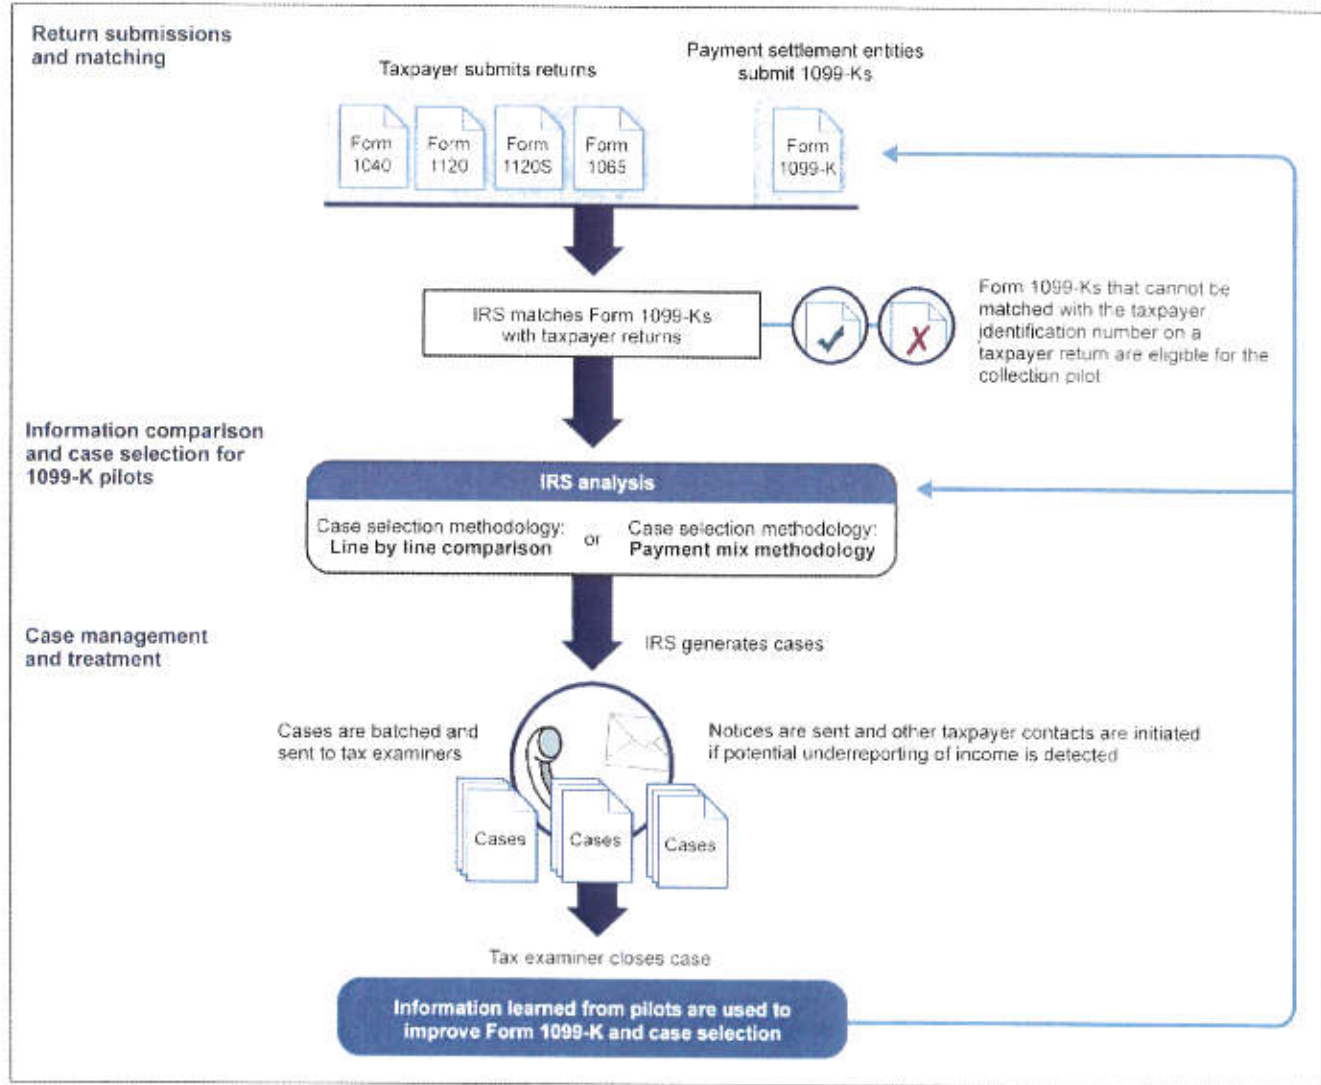 Return submissions
and matching
Taxpayer submits returns
Payment settlement entities
submit 1099-Ks
Form
1040
Form
1120
Form
1120S
Form
1065
Form
1099-K
IRS matches Form 1099-Ks
with taxpayer returns
Form 1099-Ks that cannot be
matched with the taxpayer
identification number on a
taxpayer return are eligible for the
collection pilot
Information comparison
and case selection for
1099-K pilots
IRS analysis
Case selection methodology:
Line by line comparison
or
Case selection methodology:
Payment mix methodology
Case management
and treatment
IRS generates cases
Cases are batched and
sent to tax examiners
Notices are sent and other taxpayer contacts are initiated
if potential underreporting of income is detected
Cases
Cases
Cases
Tax examiner closes case
Information learned from pilots are used to
improve Form 1099-K and case selection